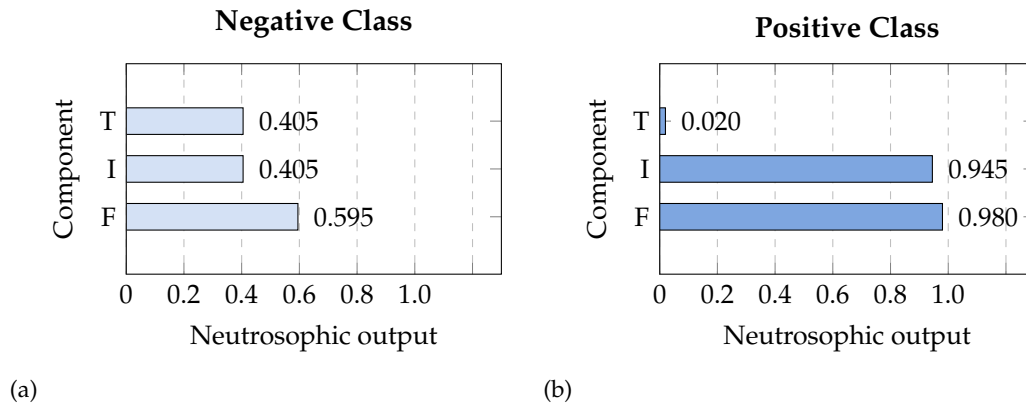 Negative Class
Component
T 0.405
I 0.405
F 0.595
0 0.2 0.4 0.6 0.8 1.0
Neutrosophic output
(a)
Positive Class
Component
T 0.020
I 0.945
F 0.980
0 0.2 0.4 0.6 0.8 1.0
Neutrosophic output
(b)